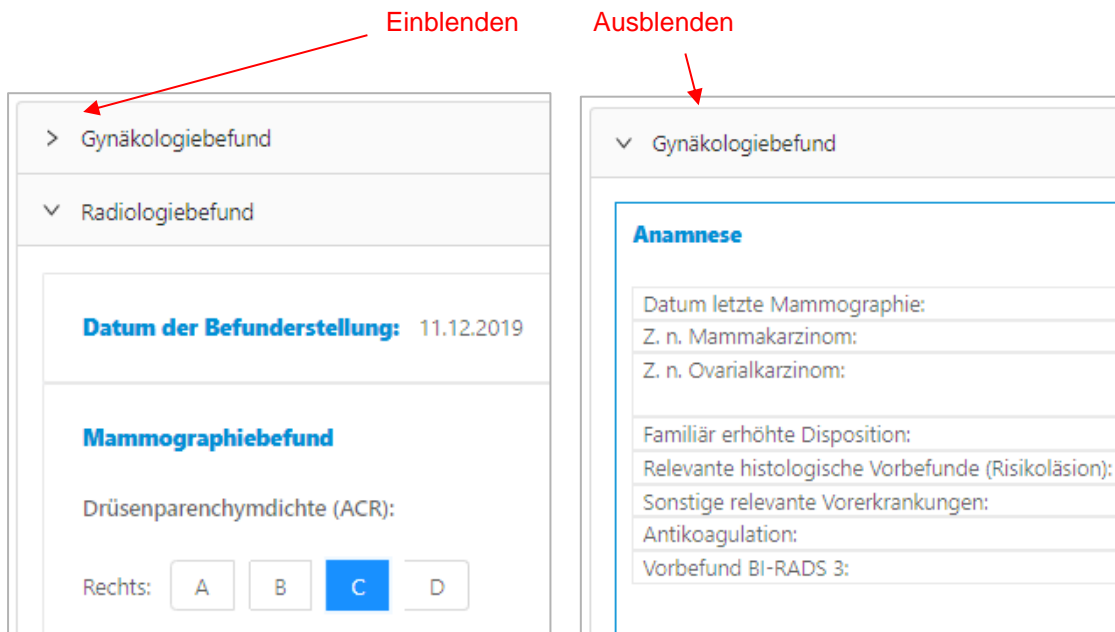 Einblenden
Ausblenden
Gynäkologiebefund
Radiologiebefund
Datum der Befunderstellung: 11.12.2019
Mammographiebefund
Drüsenparenchymdichte (ACR):
Rechts: A B C D
Gynäkologiebefund
Anamnese
Datum letzte Mammographie:
Z. n. Mammakarzinom:
Z. n. Ovarialkarzinom:
Familiär erhöhte Disposition:
Relevante histologische Vorbefunde (Risikoläsion):
Sonstige relevante Vorerkrankungen:
Antikoagulation:
Vorbefund BI-RADS 3: